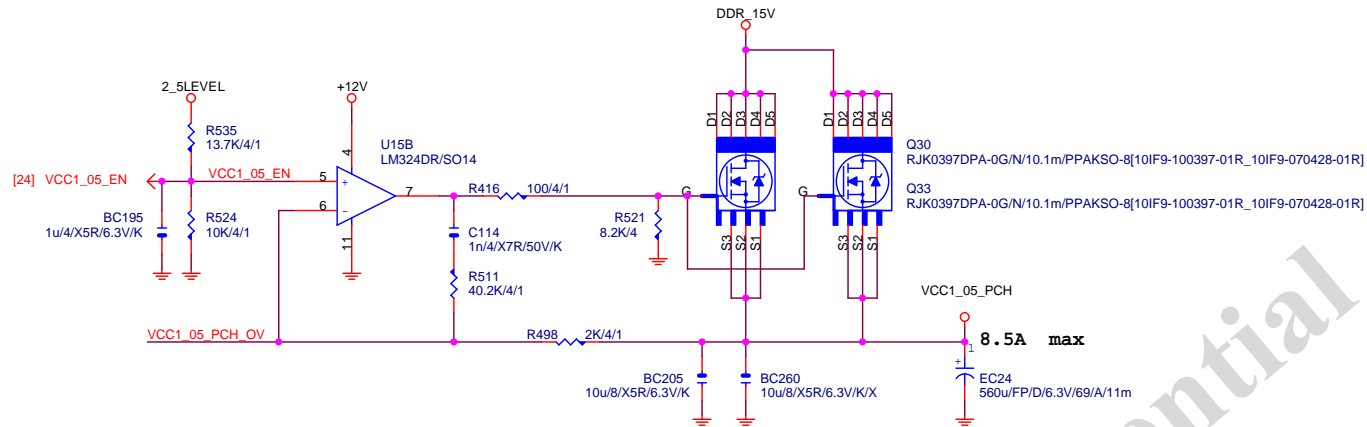 DDR_15V
2_5LEVEL
+12V
R535
13.7K/4/1
U15B
LM324DR/SO14
4
[24] VCC1_05_EN
VCC1_05_EN
5
+
6
-
7
11
R416
100/4/1
BC195
1u/4/X5R/6.3V/K
R524
10K/4/1
C114
1n/4/X7R/50V/K
R511
40.2K/4/1
R521
8.2K/4
D1
D2
D3
D4
D5
G
S3
S2
S1
D1
D2
D3
D4
D5
G
S3
S2
S1
Q30
RJK0397DPA-0G/N/10.1m/PPAKSO-8[10IF9-100397-01R_10IF9-070428-01R]
Q33
RJK0397DPA-0G/N/10.1m/PPAKSO-8[10IF9-100397-01R_10IF9-070428-01R]
VCC1_05_PCH
VCC1_05_PCH_OV
R498
2K/4/1
8.5A max
1
+
BC205
10u/8/X5R/6.3V/K
BC260
10u/8/X5R/6.3V/K/X
EC24
560u/FP/D/6.3V/69/A/11m
ential